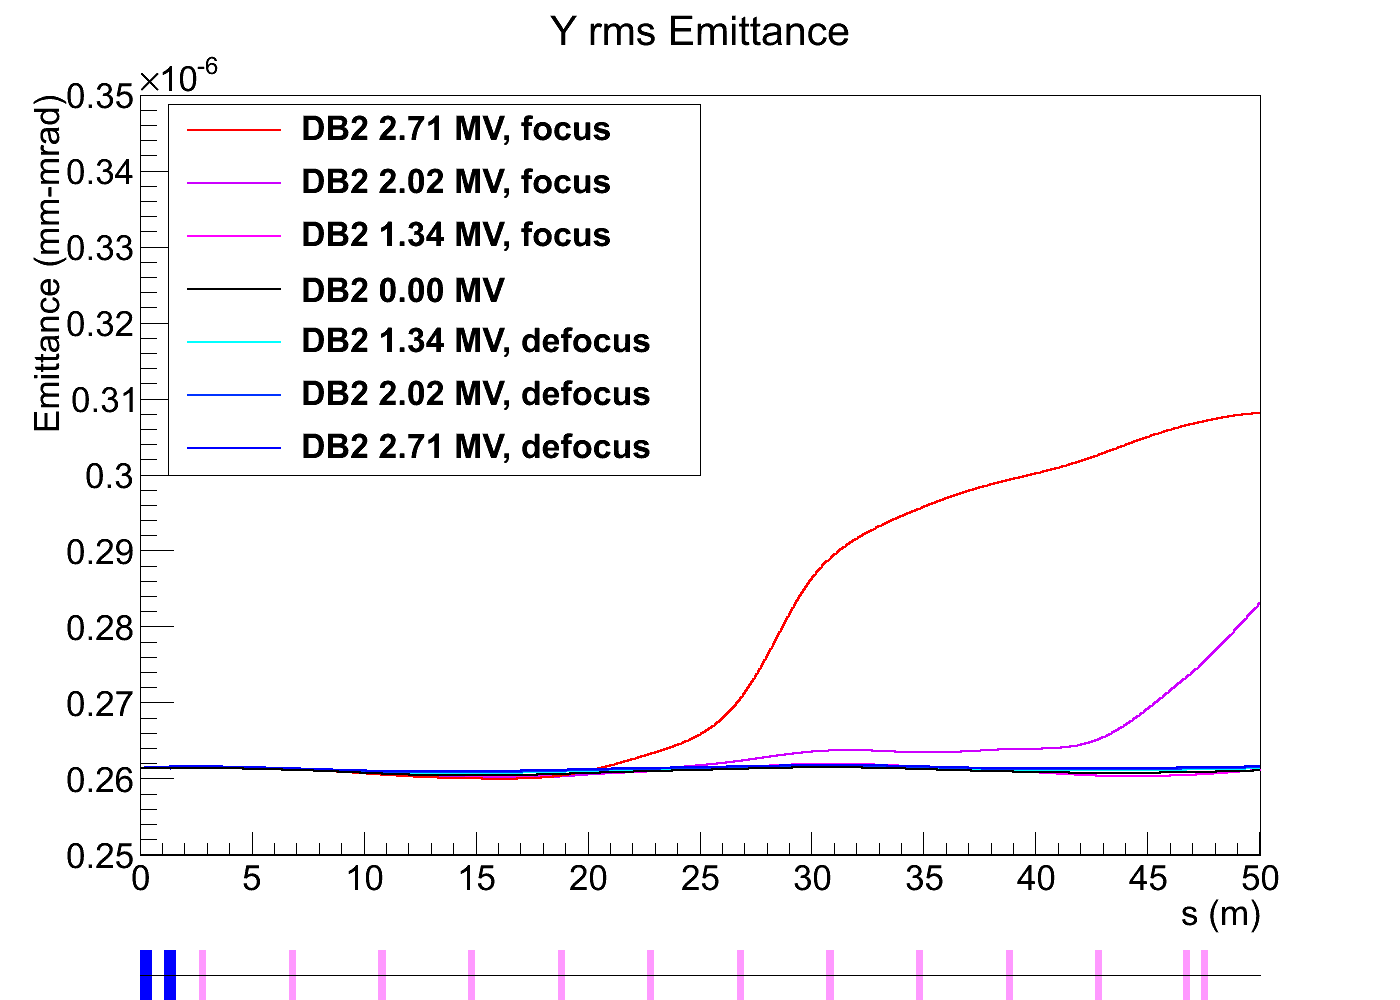 Y rms Emittance
×10-6
Emittance (mm-mrad)
0.35
0.34
0.33
0.32
0.31
0.3
0.29
0.28
0.27
0.26
0.25
DB2 2.71 MV, focus
DB2 2.02 MV, focus
DB2 1.34 MV, focus
DB2 0.00 MV
DB2 1.34 MV, defocus
DB2 2.02 MV, defocus
DB2 2.71 MV, defocus
0 5 10 15 20 25 30 35 40 45 50
s (m)